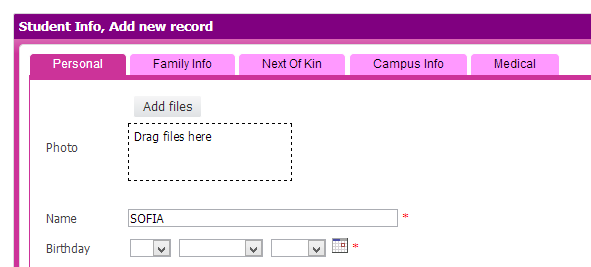 Student Info, Add new record
Personal Family Info Next Of Kin Campus Info Medical
Add files
Drag files here
Photo
Name SOFIA *
Birthday *